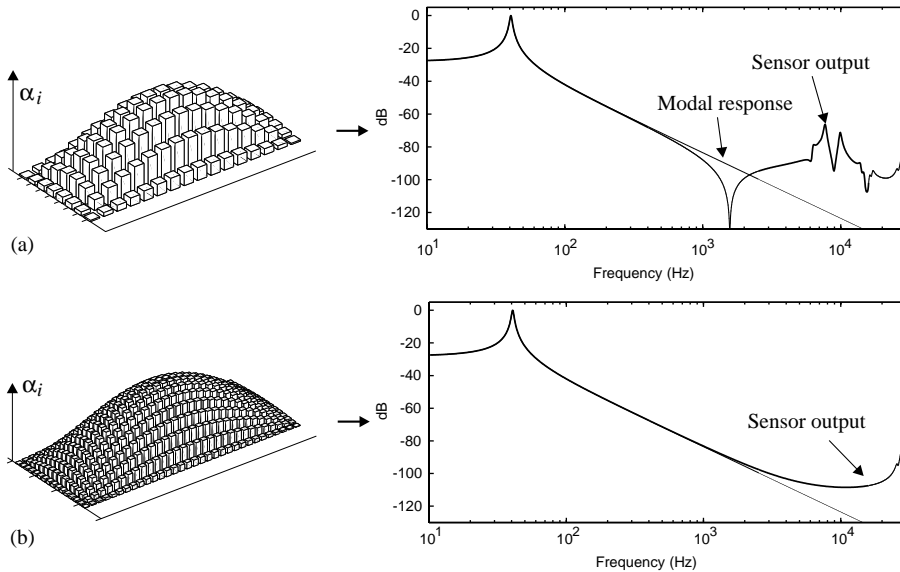 αi
0
-20
-40
-60
-80
-100
-120
dB
Sensor output
Modal response
10^1
10^2
10^3
10^4
Frequency (Hz)
(a)
αi
0
-20
-40
-60
-80
-100
-120
dB
Sensor output
10^1
10^2
10^3
10^4
Frequency (Hz)
(b)